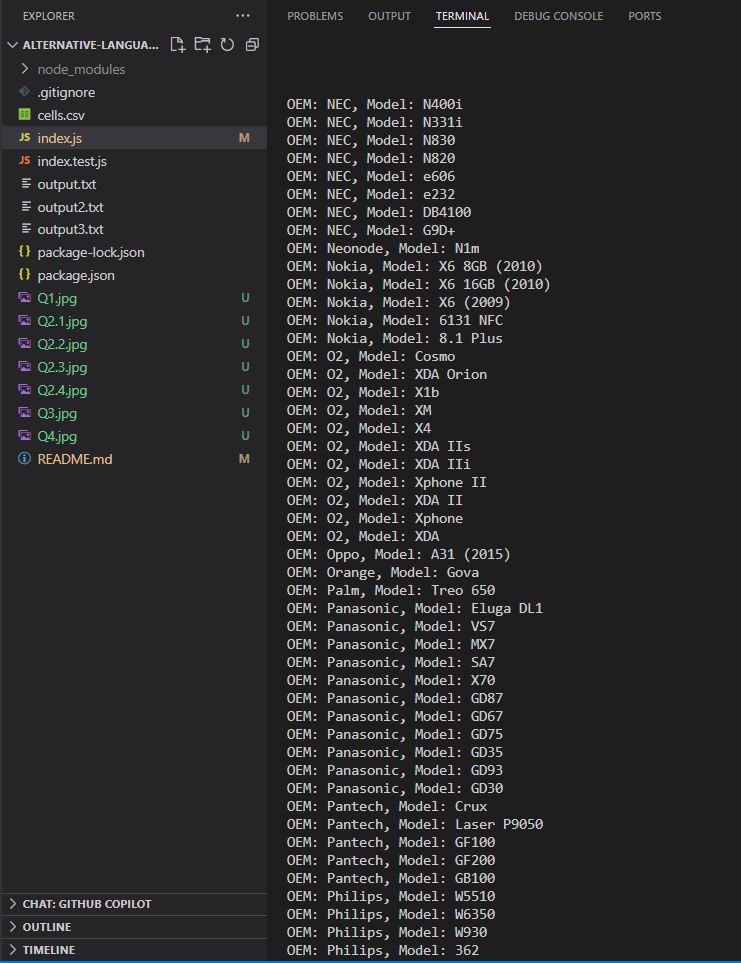 EXPLORER
ALTERNATIVE-LANGUA...
node_modules
.gitignore
cells.csv
JS index.js M
JS index.test.js
output.txt
output2.txt
output3.txt
{} package-lock.json
{} package.json
Q1.jpg U
Q2.1.jpg U
Q2.2.jpg U
Q2.3.jpg U
Q2.4.jpg U
Q3.jpg U
Q4.jpg U
README.md M
CHAT: GITHUB COPILOT
OUTLINE
TIMELINE
PROBLEMS OUTPUT TERMINAL DEBUG CONSOLE PORTS
OEM: NEC, Model: N400i
OEM: NEC, Model: N331i
OEM: NEC, Model: N830
OEM: NEC, Model: N820
OEM: NEC, Model: e606
OEM: NEC, Model: e232
OEM: NEC, Model: DB4100
OEM: NEC, Model: G9D+
OEM: Neonode, Model: N1m
OEM: Nokia, Model: X6 8GB (2010)
OEM: Nokia, Model: X6 16GB (2010)
OEM: Nokia, Model: X6 (2009)
OEM: Nokia, Model: 6131 NFC
OEM: Nokia, Model: 8.1 Plus
OEM: O2, Model: Cosmo
OEM: O2, Model: XDA Orion
OEM: O2, Model: X1b
OEM: O2, Model: XM
OEM: O2, Model: X4
OEM: O2, Model: XDA IIs
OEM: O2, Model: XDA IIi
OEM: O2, Model: Xphone II
OEM: O2, Model: XDA II
OEM: O2, Model: Xphone
OEM: O2, Model: XDA
OEM: Oppo, Model: A31 (2015)
OEM: Orange, Model: Gova
OEM: Palm, Model: Treo 650
OEM: Panasonic, Model: Eluga DL1
OEM: Panasonic, Model: VS7
OEM: Panasonic, Model: MX7
OEM: Panasonic, Model: SA7
OEM: Panasonic, Model: X70
OEM: Panasonic, Model: GD87
OEM: Panasonic, Model: GD67
OEM: Panasonic, Model: GD75
OEM: Panasonic, Model: GD35
OEM: Panasonic, Model: GD93
OEM: Panasonic, Model: GD30
OEM: Pantech, Model: Crux
OEM: Pantech, Model: Laser P9050
OEM: Pantech, Model: GF100
OEM: Pantech, Model: GF200
OEM: Pantech, Model: GB100
OEM: Philips, Model: W5510
OEM: Philips, Model: W6350
OEM: Philips, Model: W930
OEM: Philips, Model: 362